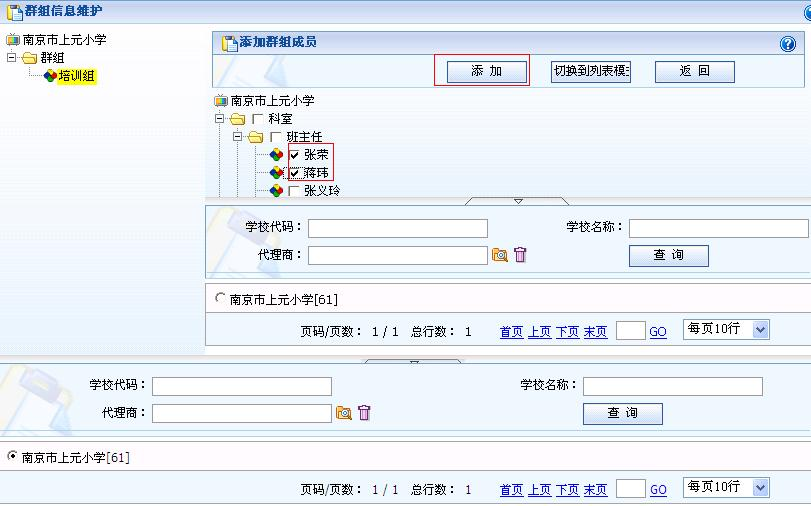 群组信息维护
南京市上元小学
群组
培训组
添加群组成员
添 加
切换到列表模
返 回
南京市上元小学
科室
班主任
张荣
蒋玮
张义玲
学校代码：
学校名称：
代理商：
查 询
南京市上元小学[61]
页码/页数： 1 / 1 总行数： 1 首页 上页 下页 末页 GO 每页10行
学校代码：
学校名称：
代理商：
查 询
南京市上元小学[61]
页码/页数： 1 / 1 总行数： 1 首页 上页 下页 末页 GO 每页10行